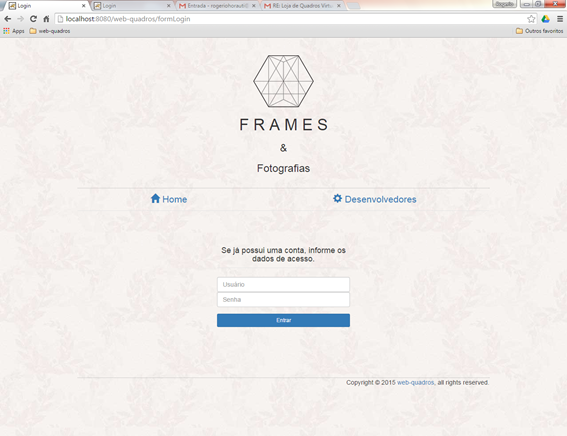 Login
Login
Entrada - rogeriohorauti
RE: Loja de Quadros Virtu
localhost:8080/web-quadros/formLogin
Apps
web-quadros
Outros favoritos
FRAMES
&
Fotografias
Home
Desenvolvedores
Se já possui uma conta, informe os
dados de acesso.
Usuário
Senha
Entrar
Copyright © 2015 web-quadros, all rights reserved.